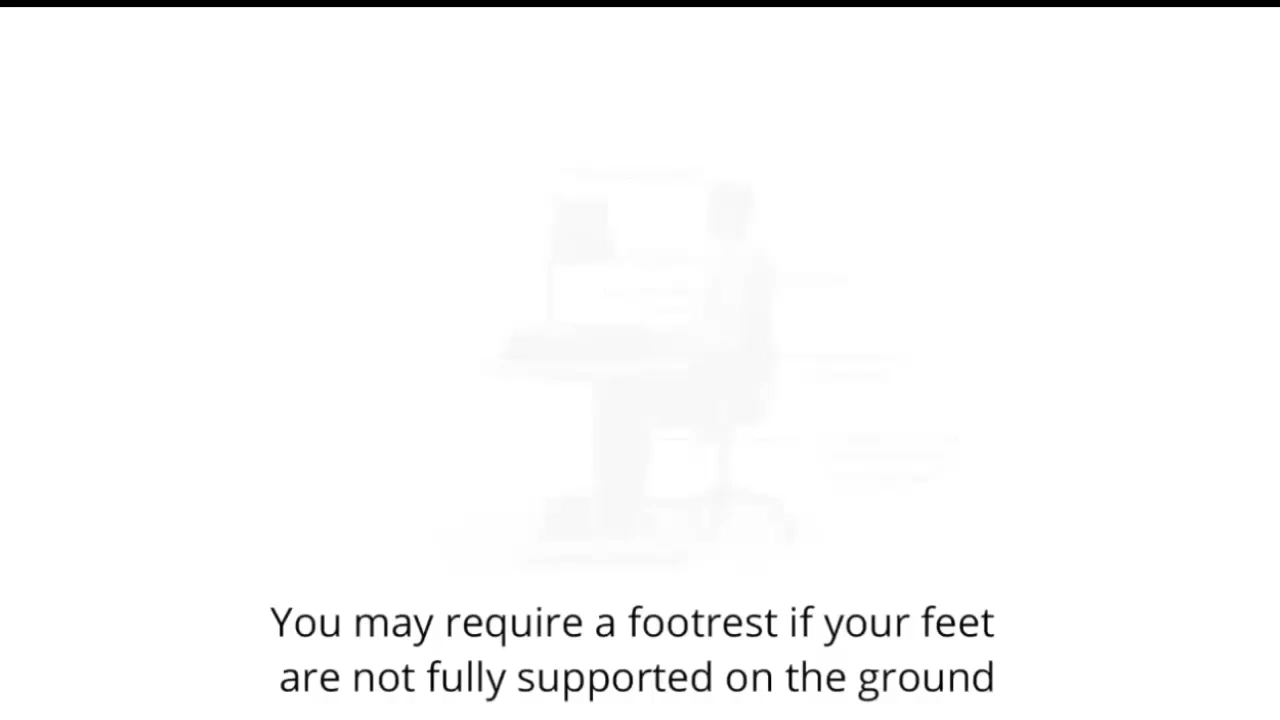 You may require a footrest if your feet
are not fully supported on the ground